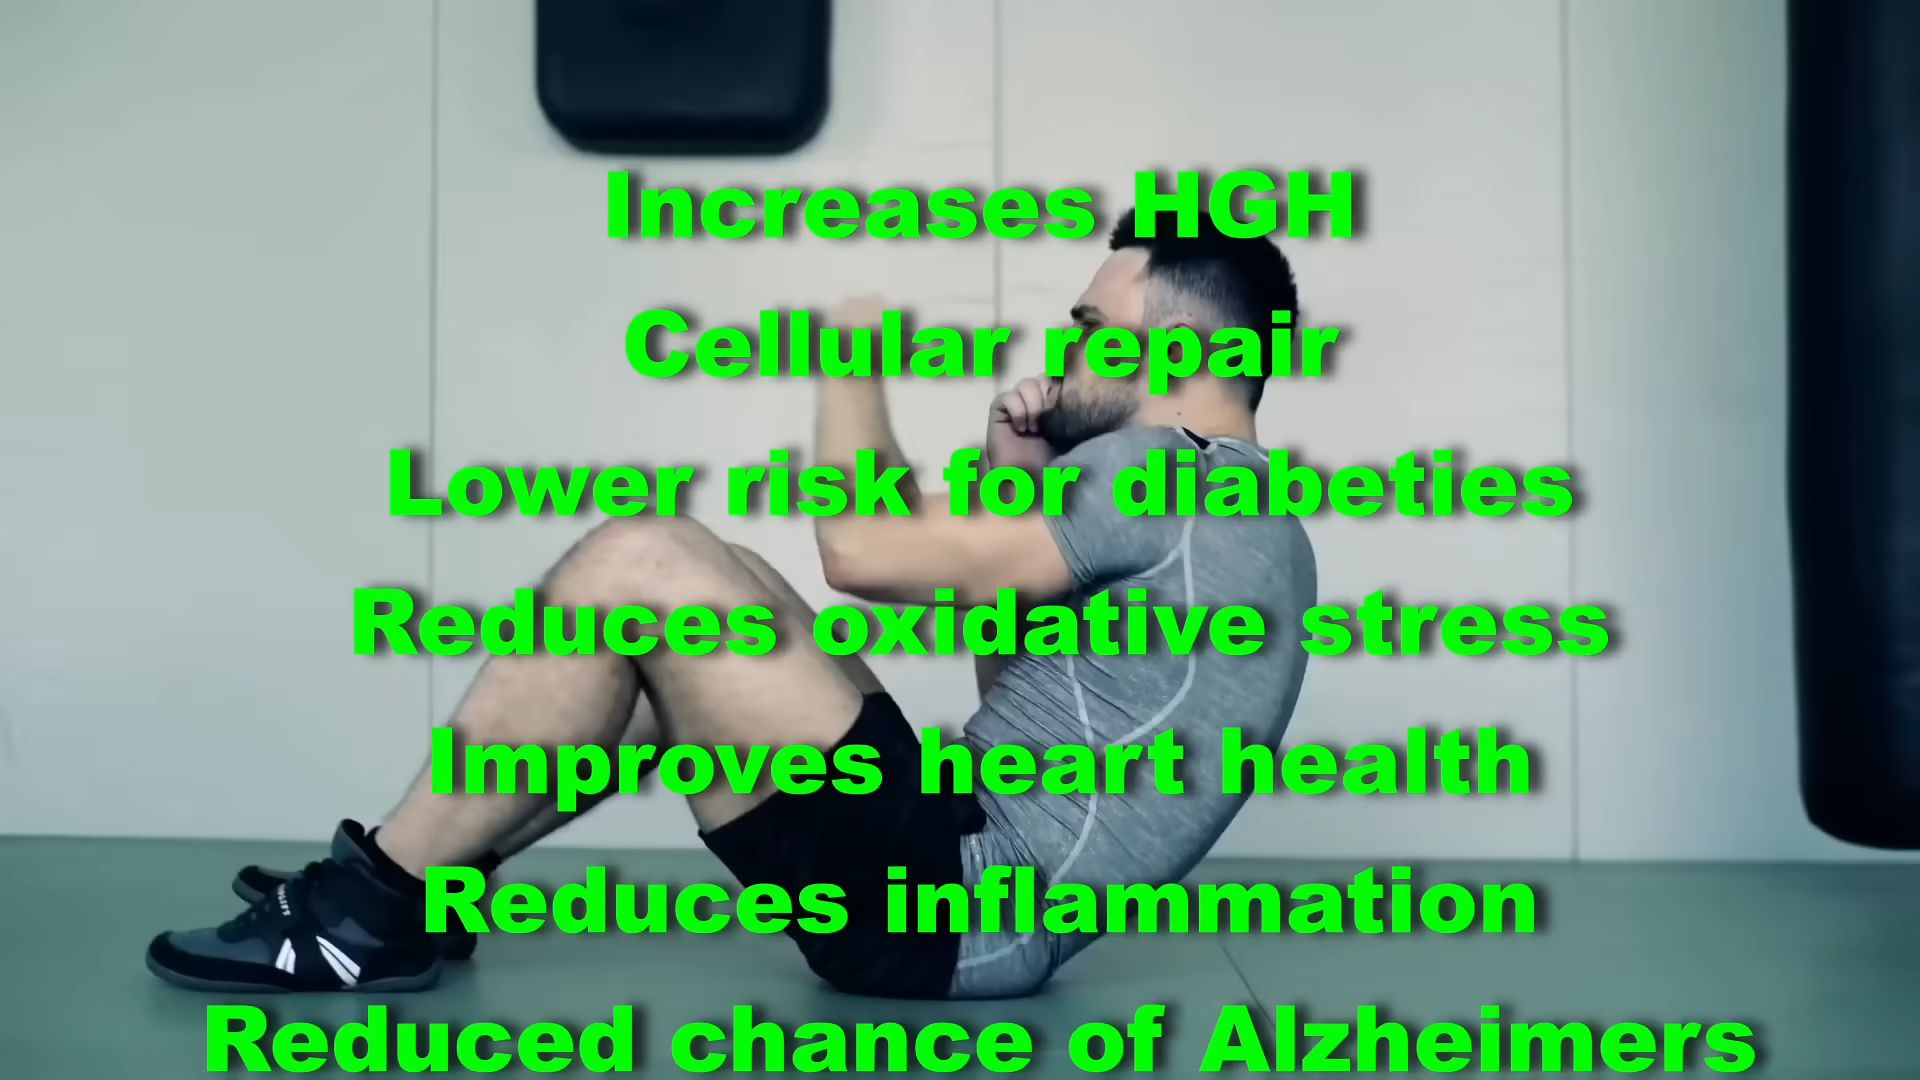 Increases HGH
Cellular repair
Lower risk for diabeties
Reduces oxidative stress
Improves heart health
Reduces inflammation
Reduced chance of Alzheimers